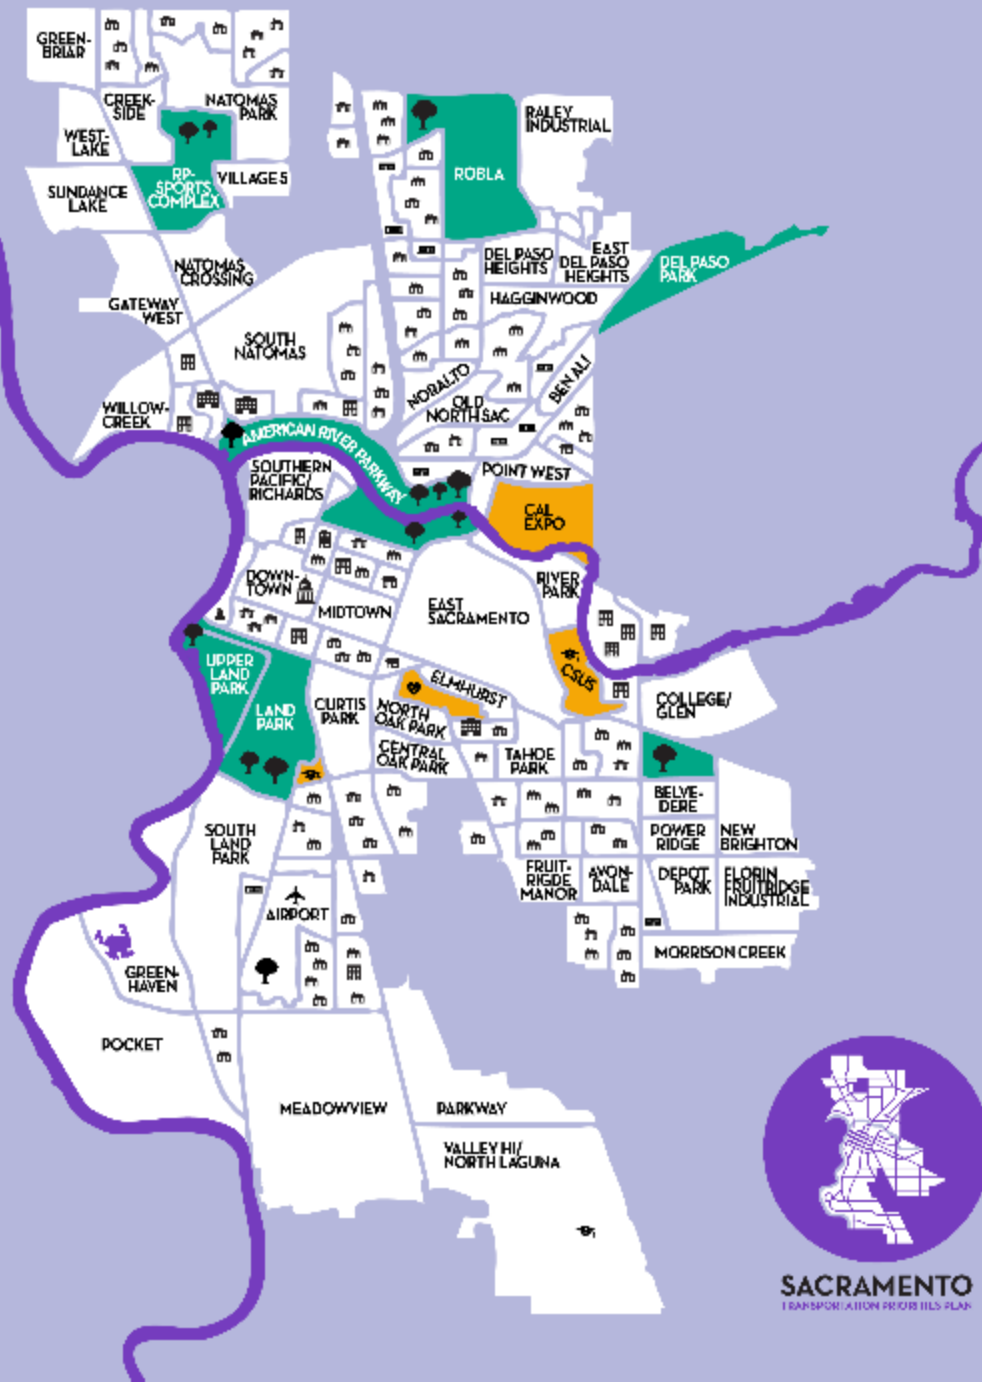 GREEN-
BRIAR
CREEK-
SIDE
NATOMAS
PARK
WEST-
LAKE
RP-
SPORTS
COMPLEX
VILLAGE5
SUNDANCE
LAKE
NATOMAS
CROSSING
GATEWAY
WEST
SOUTH
NATOMAS
WILLOW-
CREEK
RALEY
INDUSTRIAL
ROBLA
DEL PASO
HEIGHTS
EAST
DEL PASO
HEIGHTS
DEL PASO
PARK
HAGGINWOOD
NORALTO
BEN ALI
OLD
NORTH SAC
AMERICAN RIVER PARKWAY
POINT WEST
SOUTHERN
PACIFIC/
RICHARDS
CAL
EXPO
DOWN-
TOWN
MIDTOWN
EAST
SACRAMENTO
RIVER
PARK
CSUS
UPPER
LAND
PARK
LAND
PARK
CURTIS
PARK
ELMHURST
NORTH
OAK PARK
CENTRAL
OAK PARK
TAHOE
PARK
COLLEGE/
GLEN
BELVE-
DERE
POWER
RIDGE
NEW
BRIGHTON
SOUTH
LAND
PARK
FRUIT-
RIGDE
MANOR
AVON-
DALE
DEPOT
PARK
FLORIN
FRUITRIDGE
INDUSTRIAL
AIRPORT
MORRISON CREEK
GREEN-
HAVEN
POCKET
MEADOWVIEW
PARKWAY
VALLEY HI/
NORTH LAGUNA
SACRAMENTO
TRANSPORTATION PRIORITIES PLAN